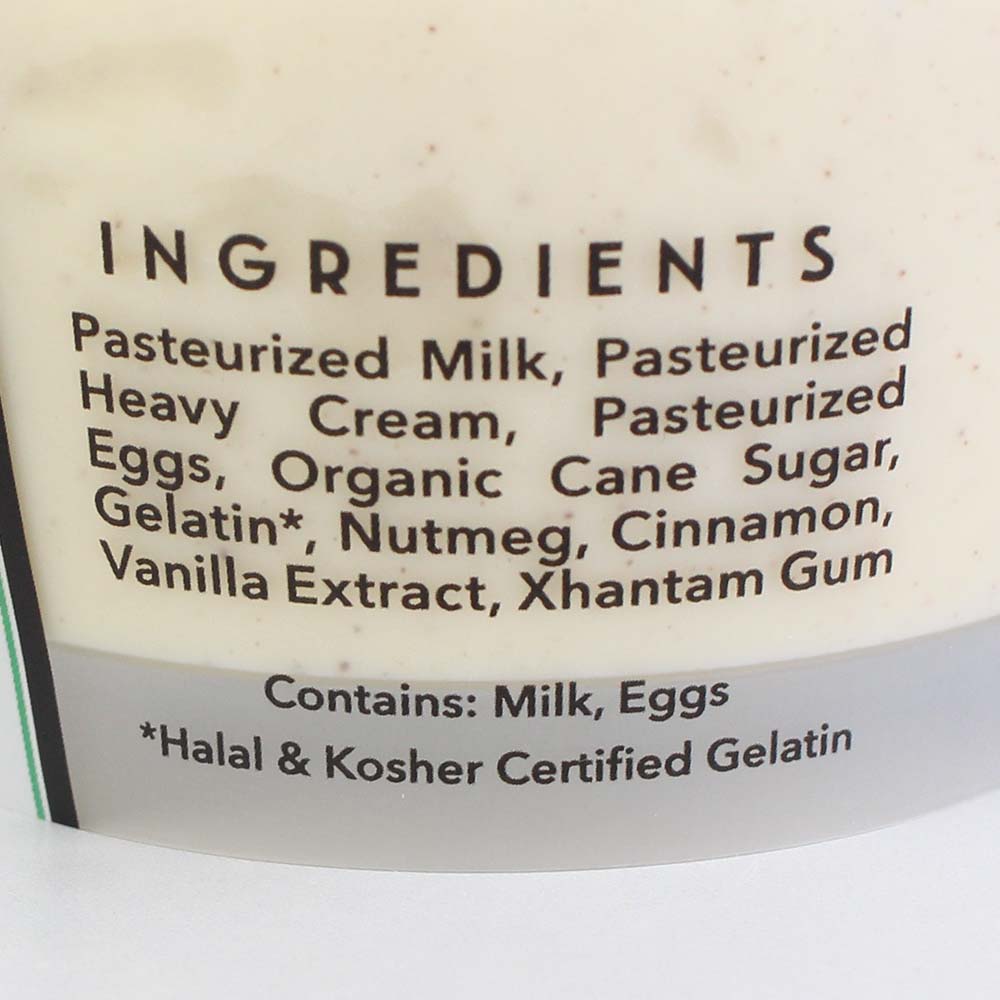 INGREDIENTS
Pasteurized Milk, Pasteurized
Heavy Cream, Pasteurized
Eggs, Organic Cane Sugar,
Gelatin*, Nutmeg, Cinnamon,
Vanilla Extract, Xhantam Gum
Contains: Milk, Eggs
*Halal & Kosher Certified Gelatin